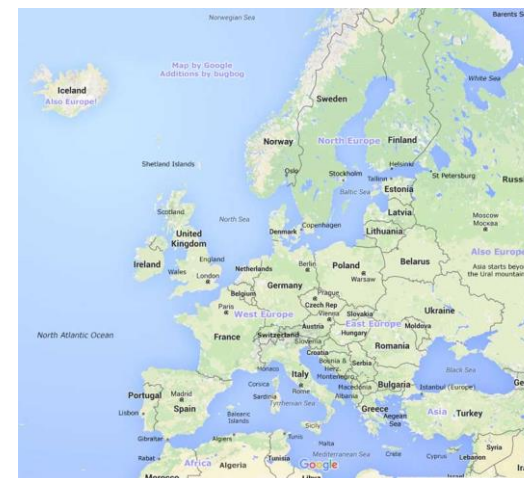 Norwegian Sea
Barents S
Map by Google
Additions by bugbog
White Sea
Iceland
Also Europe!
Sweden
Norway
North Europe
Finland
Helsinki
Oslo
Stockholm
Tallinn
St Petersburg
Shetland Islands
Baltic Sea
Estonia
Russ
Latvia
Moscow
Москва
Scotland
North Sea
Denmark
Copenhagen
Lithuania
United
Kingdom
Also Europ
Ireland
England
Wales
London
Netherlands
Berlin
Poland
Warsaw
Belarus
Asia starts beyo
the Ural mountain
Belgium
Germany
Prague
Czech Rep
Paris
West Europe
Vienna
Slovakia
Ukraine
North Atlantic Ocean
France
Switzerland
Austria
East Europe
Moldova
Hungary
Slovenia
Romania
Croatia
Monaco
Italy
Bosnia &
Herz.
Serbia
Black Sea
Montenegro
Bulgaria
Portugal
Madrid
Corsica
Rome
Macedonia
Istanbul (Europe)
Ge
Spain
Sardinia
Albania
Lisbon
Balearic
Islands
Tyrrhenian Sea
Greece
Aegean
Sea
Asia
Turkey
Gibraltar
Algiers
Sicily
Tunis
Malta
Syria
Rabat
Mediterranean Sea
Crete
Cyprus
Lebanon
Africa
Algeria
Tunisia
Google
Morocco
Israel
Ira